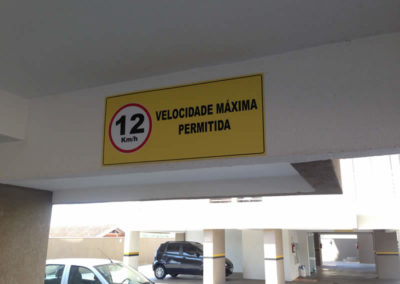 12
Km/h
VELOCIDADE MÁXIMA
PERMITIDA